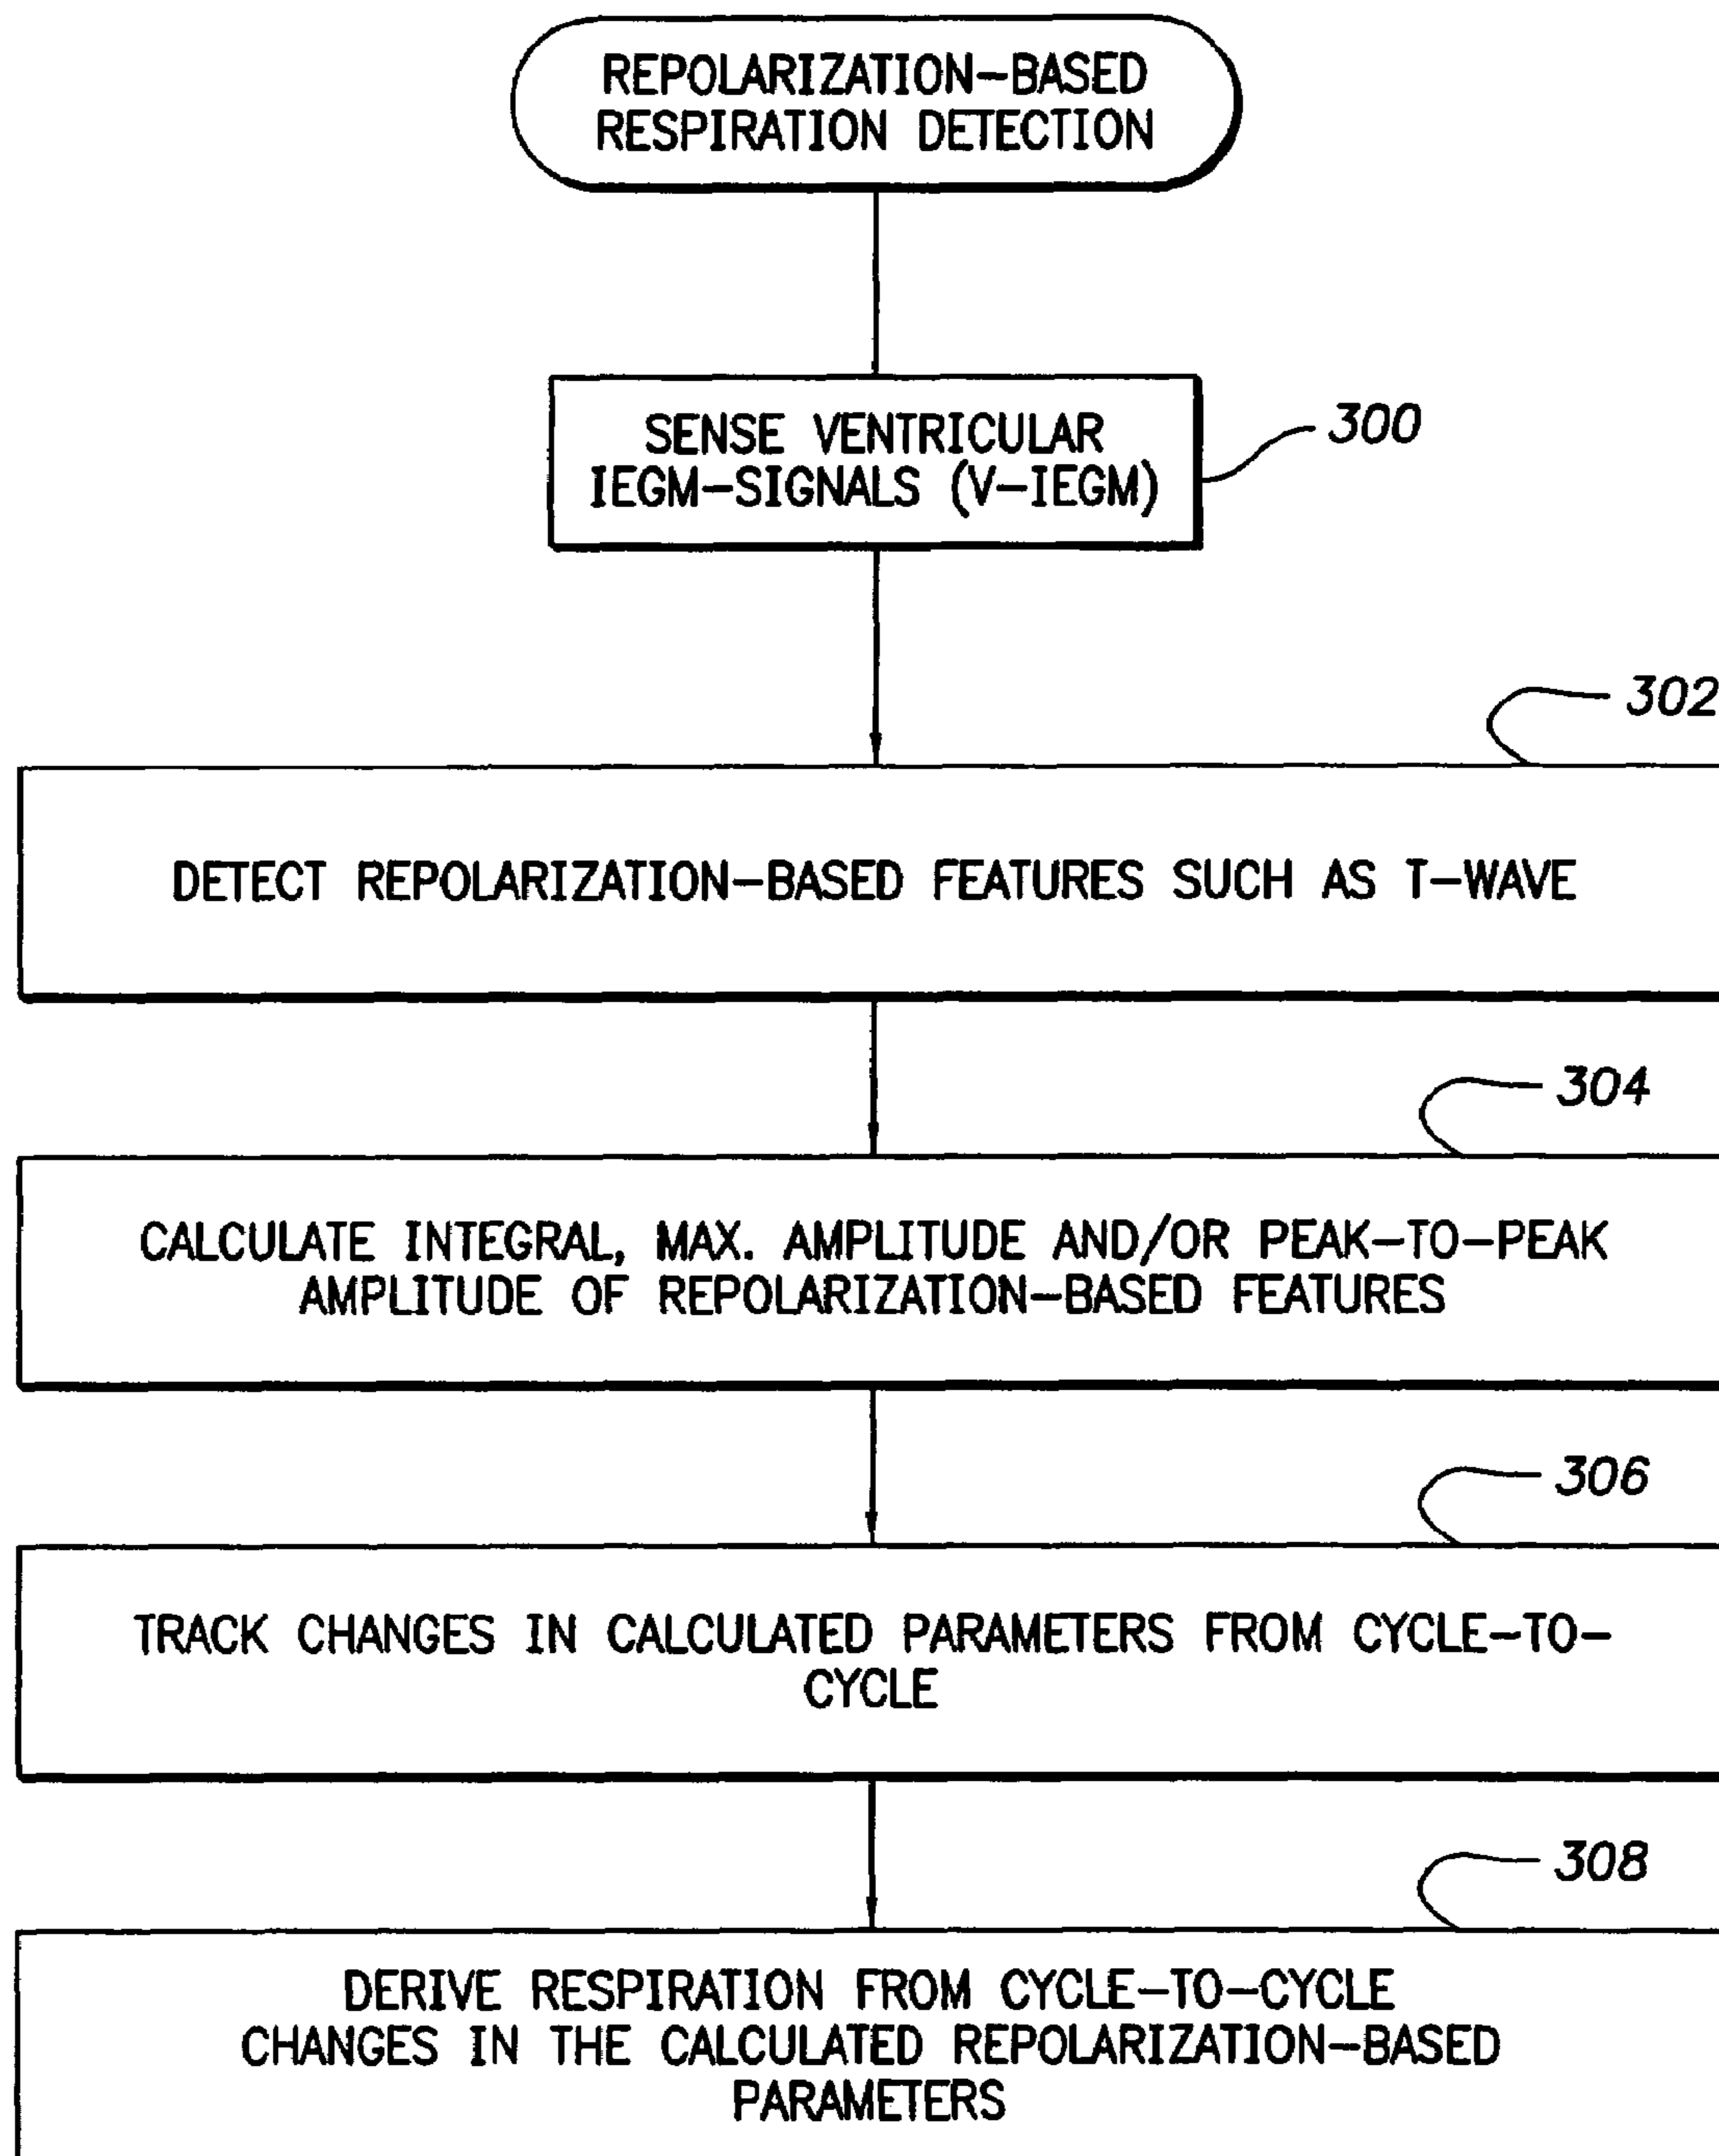 REPOLARIZATION-BASED
RESPIRATION DETECTION
SENSE VENTRICULAR
IEGM-SIGNALS (V-IEGM)
300
302
DETECT REPOLARIZATION-BASED FEATURES SUCH AS T-WAVE
304
CALCULATE INTEGRAL, MAX. AMPLITUDE AND/OR PEAK-TO-PEAK
AMPLITUDE OF REPOLARIZATION-BASED FEATURES
306
TRACK CHANGES IN CALCULATED PARAMETERS FROM CYCLE-TO-
CYCLE
308
DERIVE RESPIRATION FROM CYCLE-TO-CYCLE
CHANGES IN THE CALCULATED REPOLARIZATION-BASED
PARAMETERS